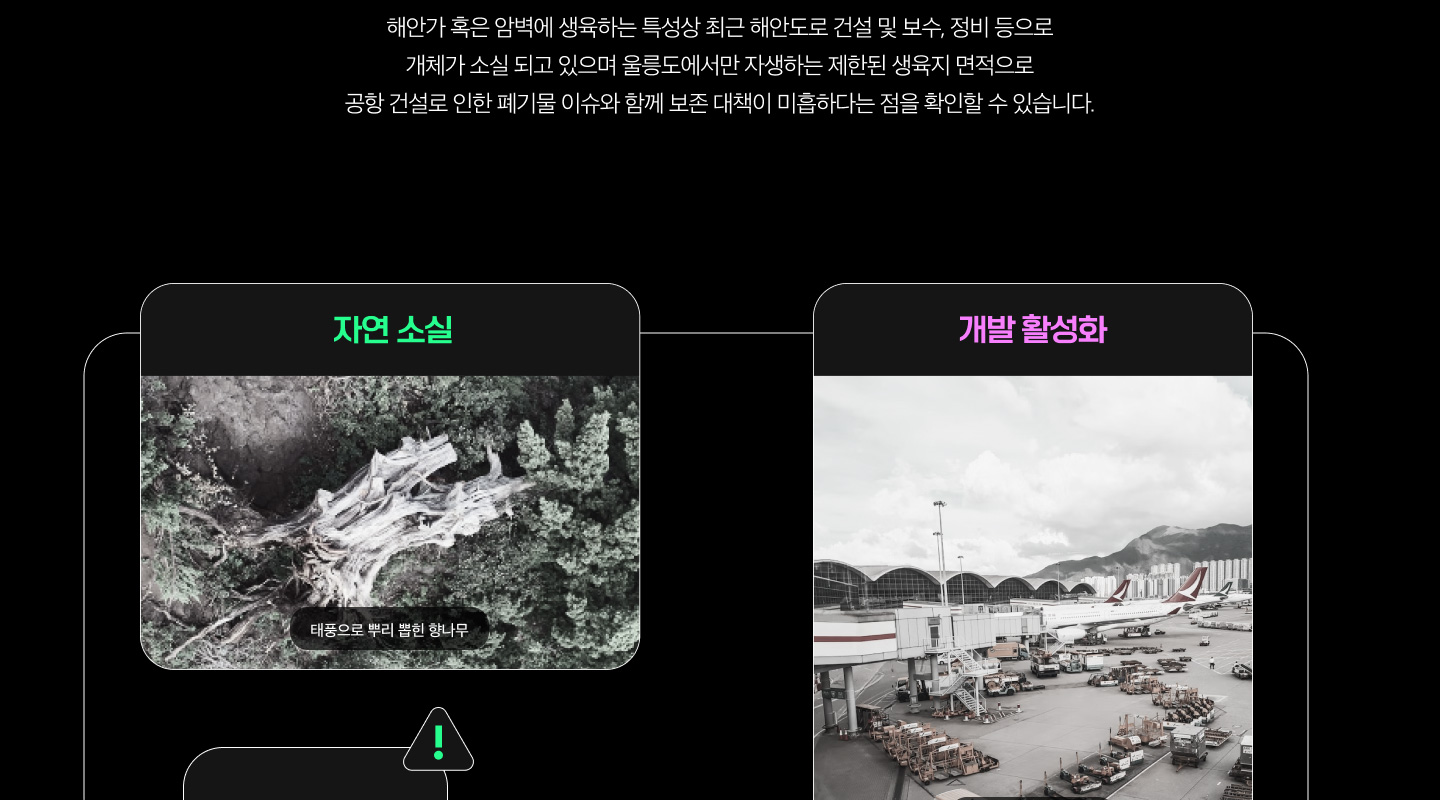 해안가 혹은 암벽에 생육하는 특성상 최근 해안도로 건설 및 보수, 정비 등으로
개체가 소실 되고 있으며 울릉도에서만 자생하는 제한된 생육지 면적으로
공항 건설로 인한 폐기물 이슈와 함께 보존 대책이 미흡하다는 점을 확인할 수 있습니다.
자연 소실
개발 활성화
태풍으로 뿌리 뽑힌 향나무